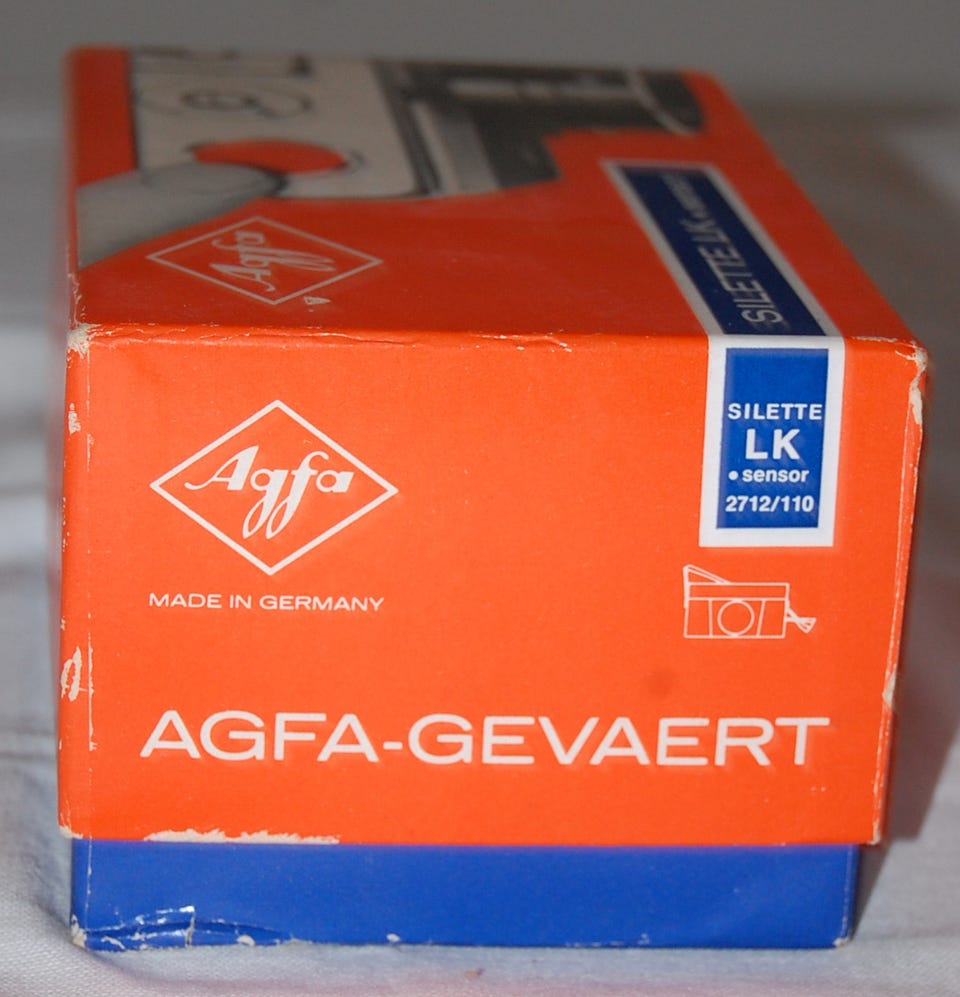 Agfa
SILETTE LK
Agfa
MADE IN GERMANY
SILETTE
LK
• sensor
2712/110
AGFA-GEVAERT